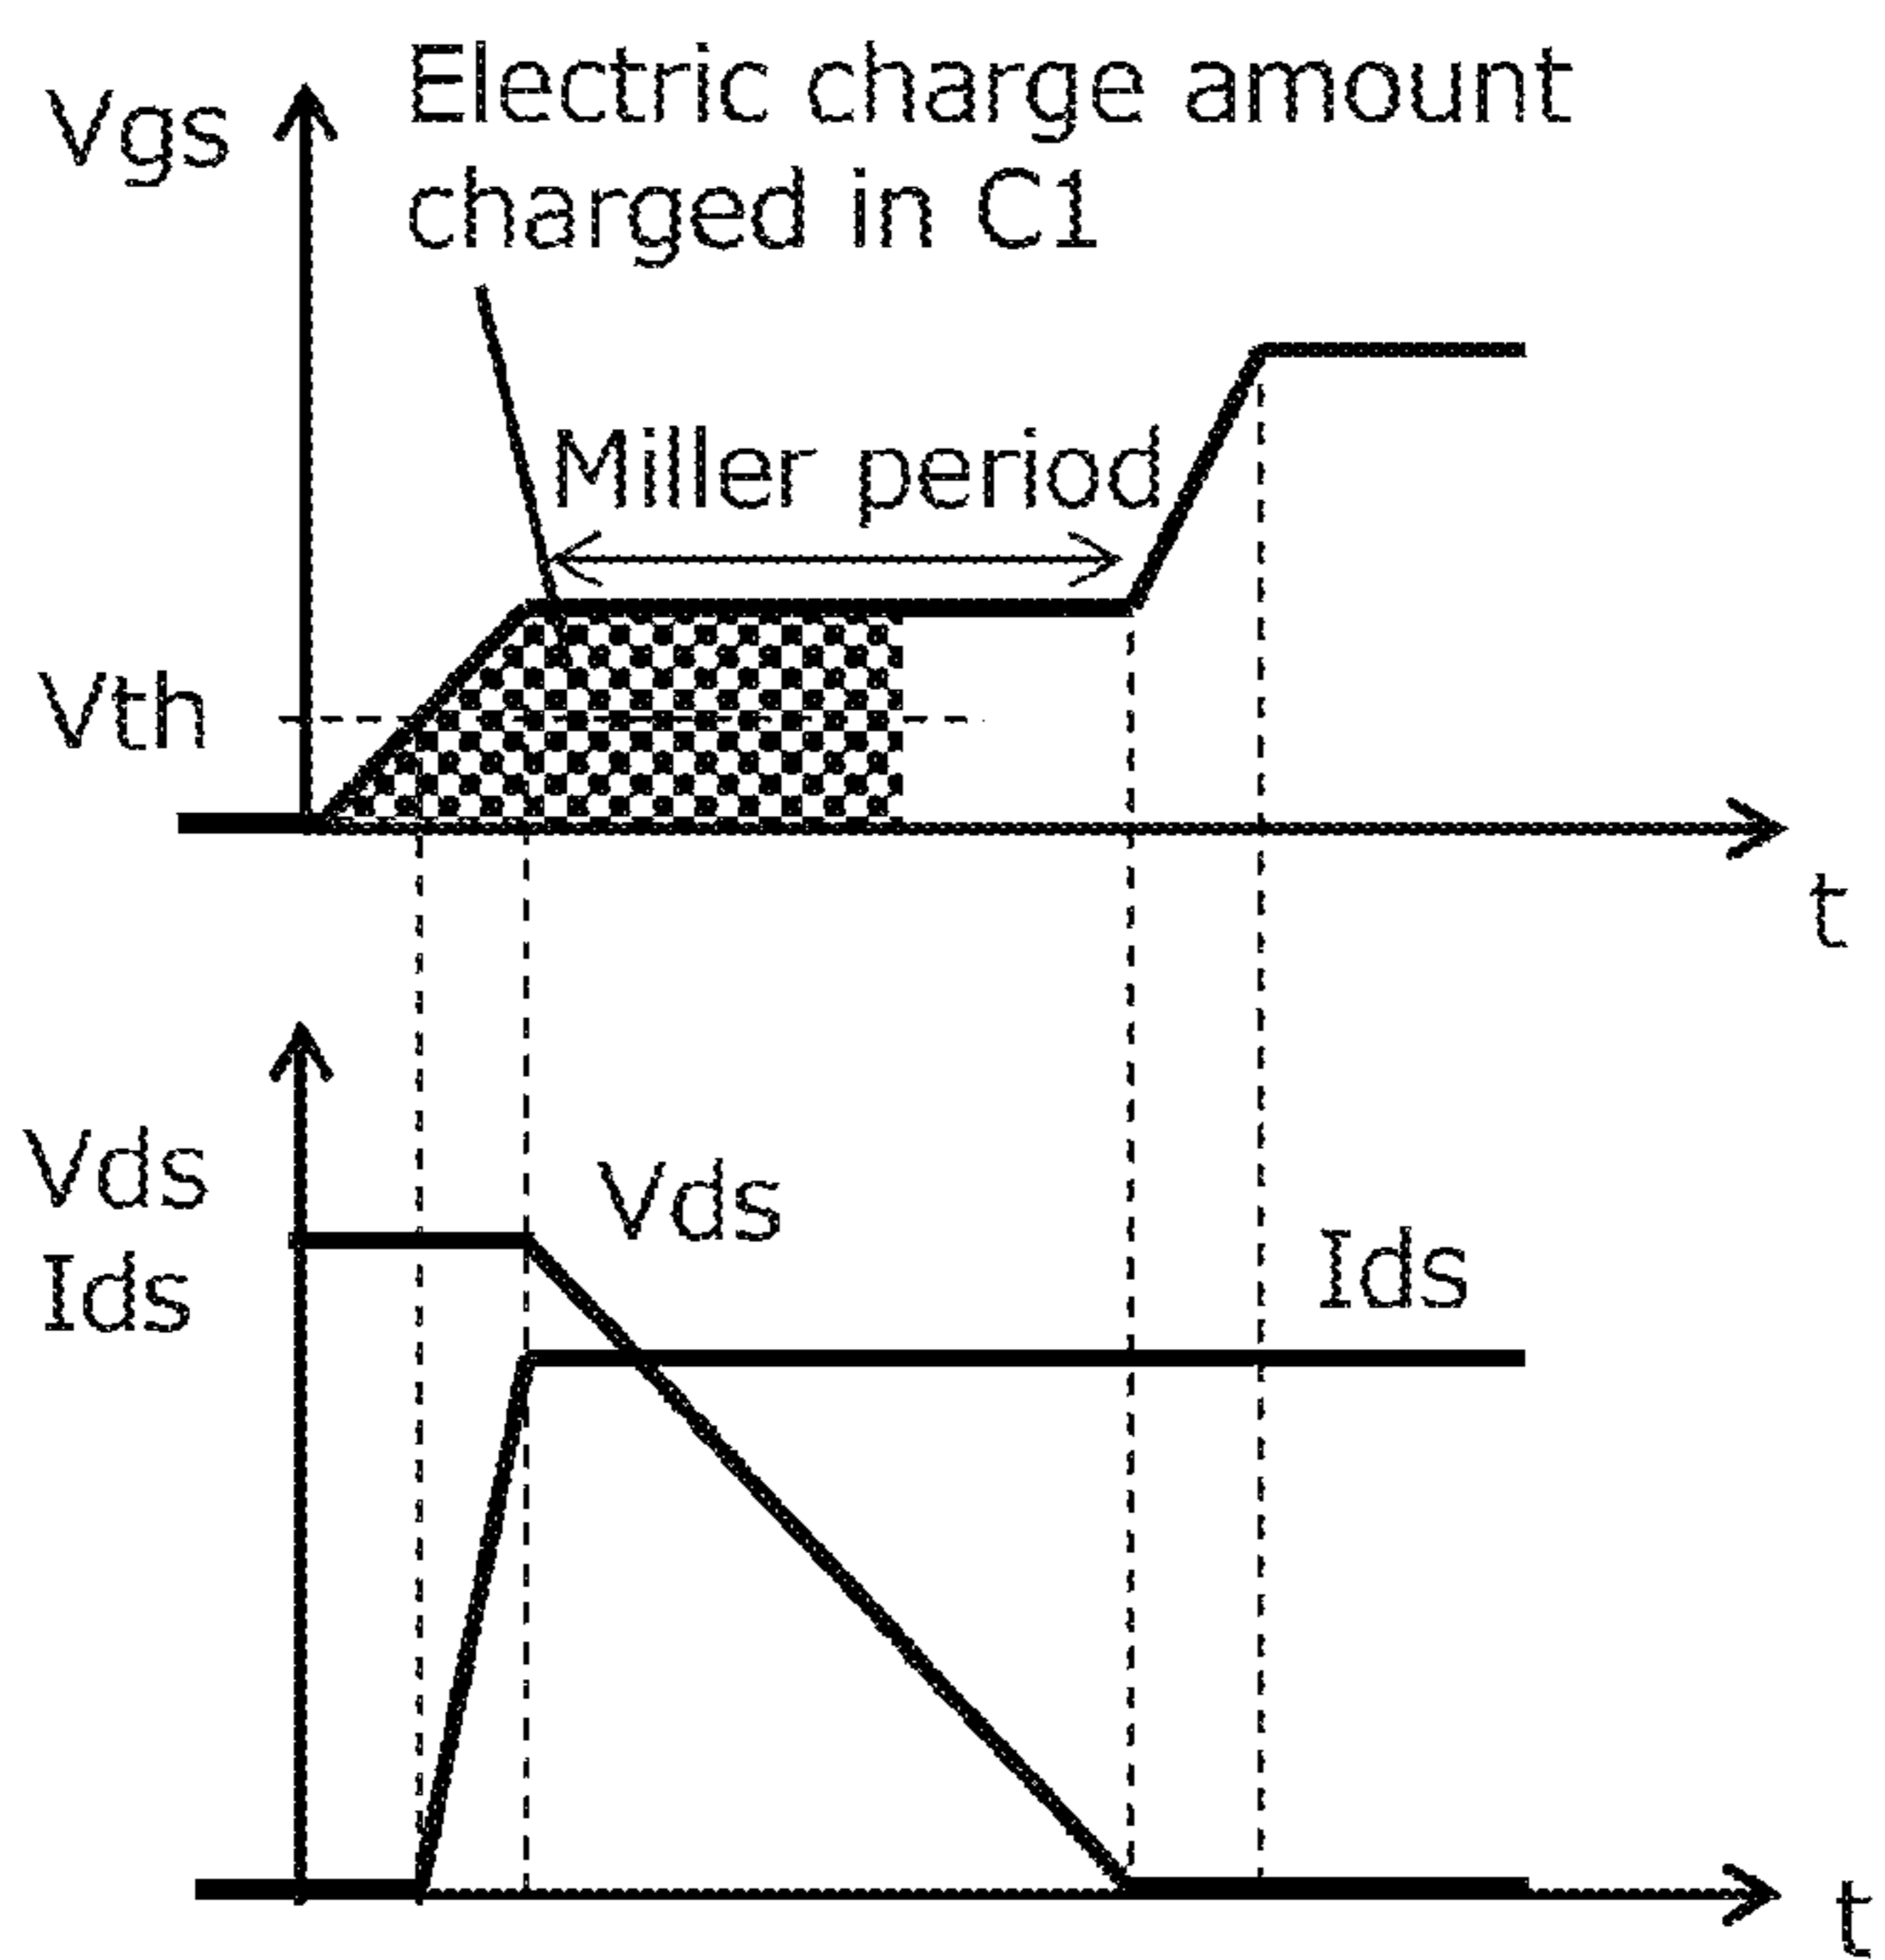 Vgs
Electric charge amount
charged in C1
Miller period
Vth
t
Vds
Ids
Vds
Ids
t